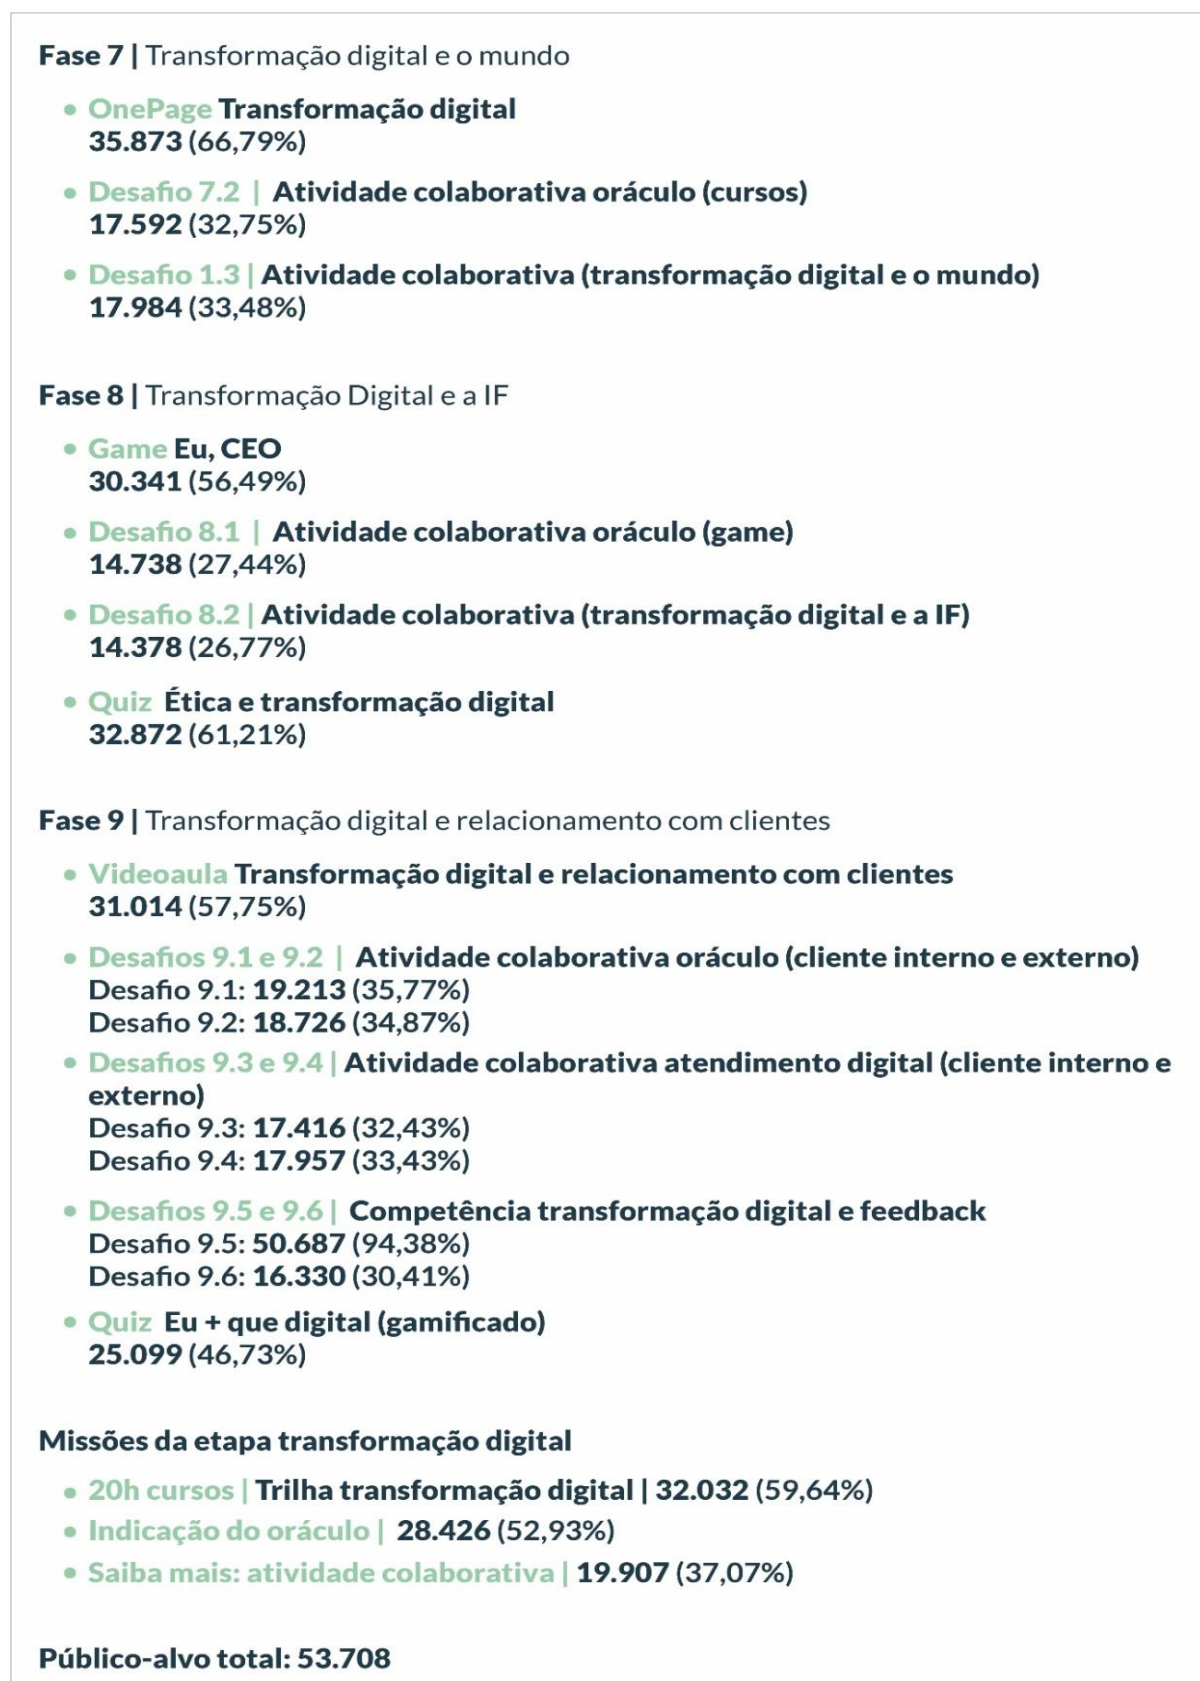 Fase 7 | Transformação digital e o mundo
• OnePage Transformação digital
35.873 (66,79%)
• Desafio 7.2 | Atividade colaborativa oráculo (cursos)
17.592 (32,75%)
• Desafio 1.3 | Atividade colaborativa (transformação digital e o mundo)
17.984 (33,48%)
Fase 8 | Transformação Digital e a IF
• Game Eu, CEO
30.341 (56,49%)
• Desafio 8.1 | Atividade colaborativa oráculo (game)
14.738 (27,44%)
• Desafio 8.2 | Atividade colaborativa (transformação digital e a IF)
14.378 (26,77%)
• Quiz Ética e transformação digital
32.872 (61,21%)
Fase 9 | Transformação digital e relacionamento com clientes
• Videoaula Transformação digital e relacionamento com clientes
31.014 (57,75%)
• Desafios 9.1 e 9.2 | Atividade colaborativa oráculo (cliente interno e externo)
Desafio 9.1: 19.213 (35,77%)
Desafio 9.2: 18.726 (34,87%)
• Desafios 9.3 e 9.4 | Atividade colaborativa atendimento digital (cliente interno e
externo)
Desafio 9.3: 17.416 (32,43%)
Desafio 9.4: 17.957 (33,43%)
• Desafios 9.5 e 9.6 | Competência transformação digital e feedback
Desafio 9.5: 50.687 (94,38%)
Desafio 9.6: 16.330 (30,41%)
• Quiz Eu + que digital (gamificado)
25.099 (46,73%)
Missões da etapa transformação digital
• 20h cursos | Trilha transformação digital | 32.032 (59,64%)
• Indicação do oráculo | 28.426 (52,93%)
• Saiba mais: atividade colaborativa | 19.907 (37,07%)
Público-alvo total: 53.708